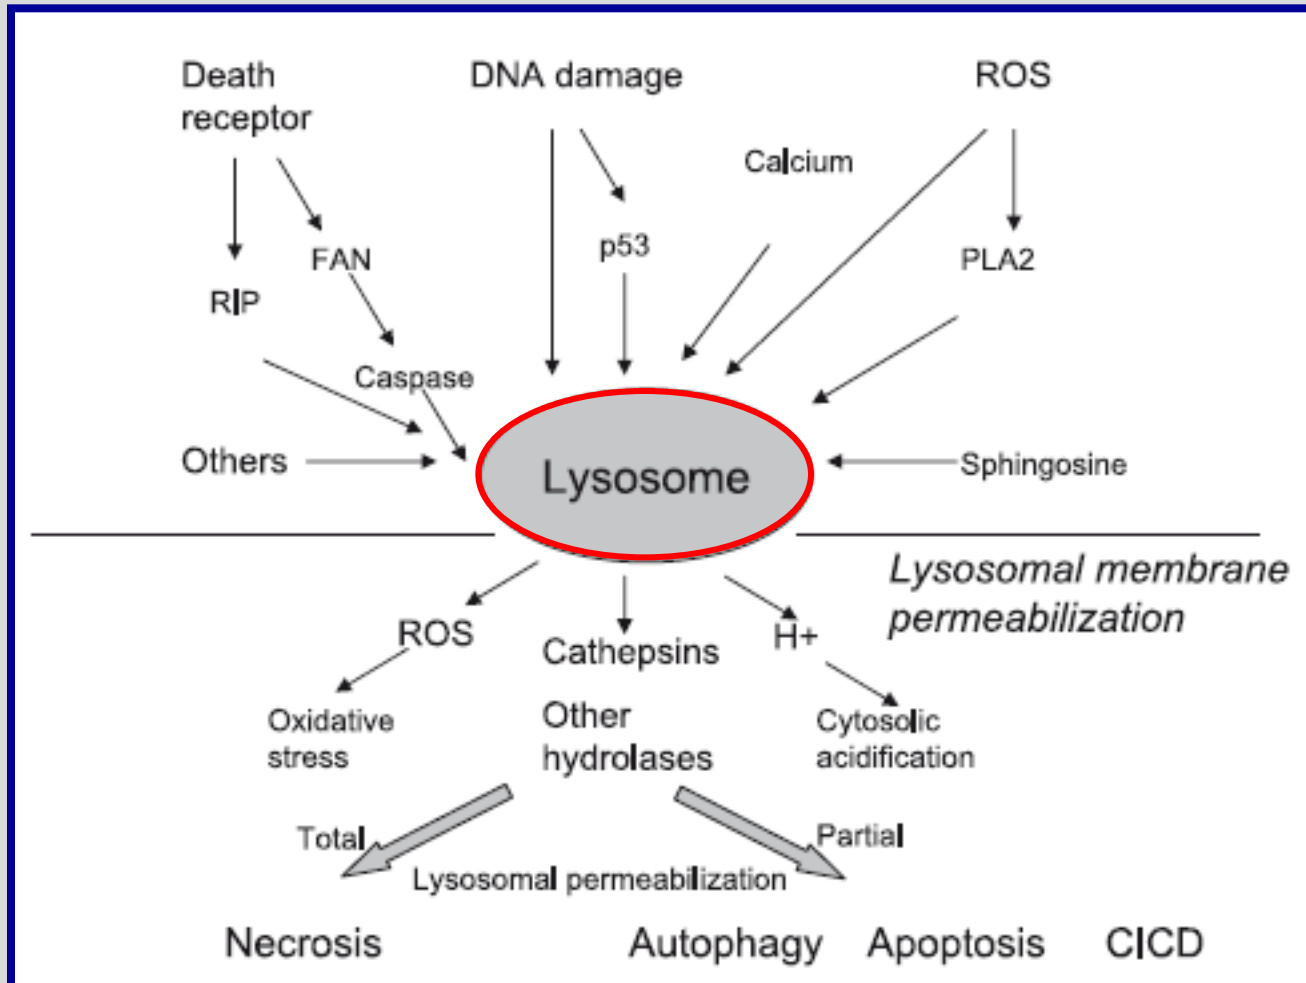 Death
receptor
DNA damage
ROS
Calcium
p53
FAN
PLA2
RIP
Caspase
Others
Lysosome
Sphingosine
Lysosomal membrane
permeabilization
ROS
Cathepsins
H+
Oxidative
stress
Other
hydrolases
Cytosolic
acidification
Total
Partial
Lysosomal permeabilization
Necrosis
Autophagy
Apoptosis
CICD